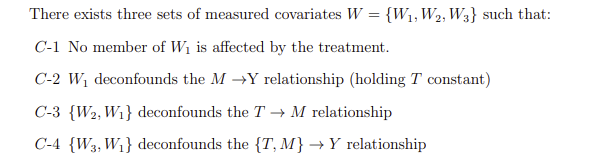 There exists three sets of measured covariates W = {W₁, W₂, W₃} such that:
C-1 No member of W₁ is affected by the treatment.
C-2 W₁ deconfounds the M →Y relationship (holding T constant)
C-3 {W₂, W₁} deconfounds the T → M relationship
C-4 {W₃, W₁} deconfounds the {T, M} → Y relationship